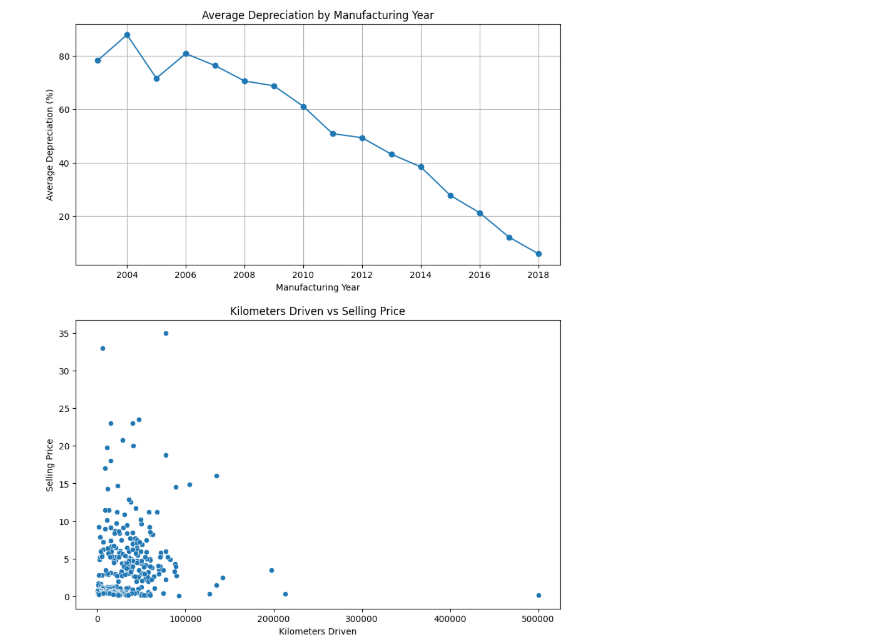 Average Depreciation by Manufacturing Year
Average Depreciation (%)
80
60
40
20
2004 2006 2008 2010 2012 2014 2016 2018
Manufacturing Year
Kilometers Driven vs Selling Price
Selling Price
35
30
25
20
15
10
5
0
0 100000 200000 300000 400000 500000
Kilometers Driven